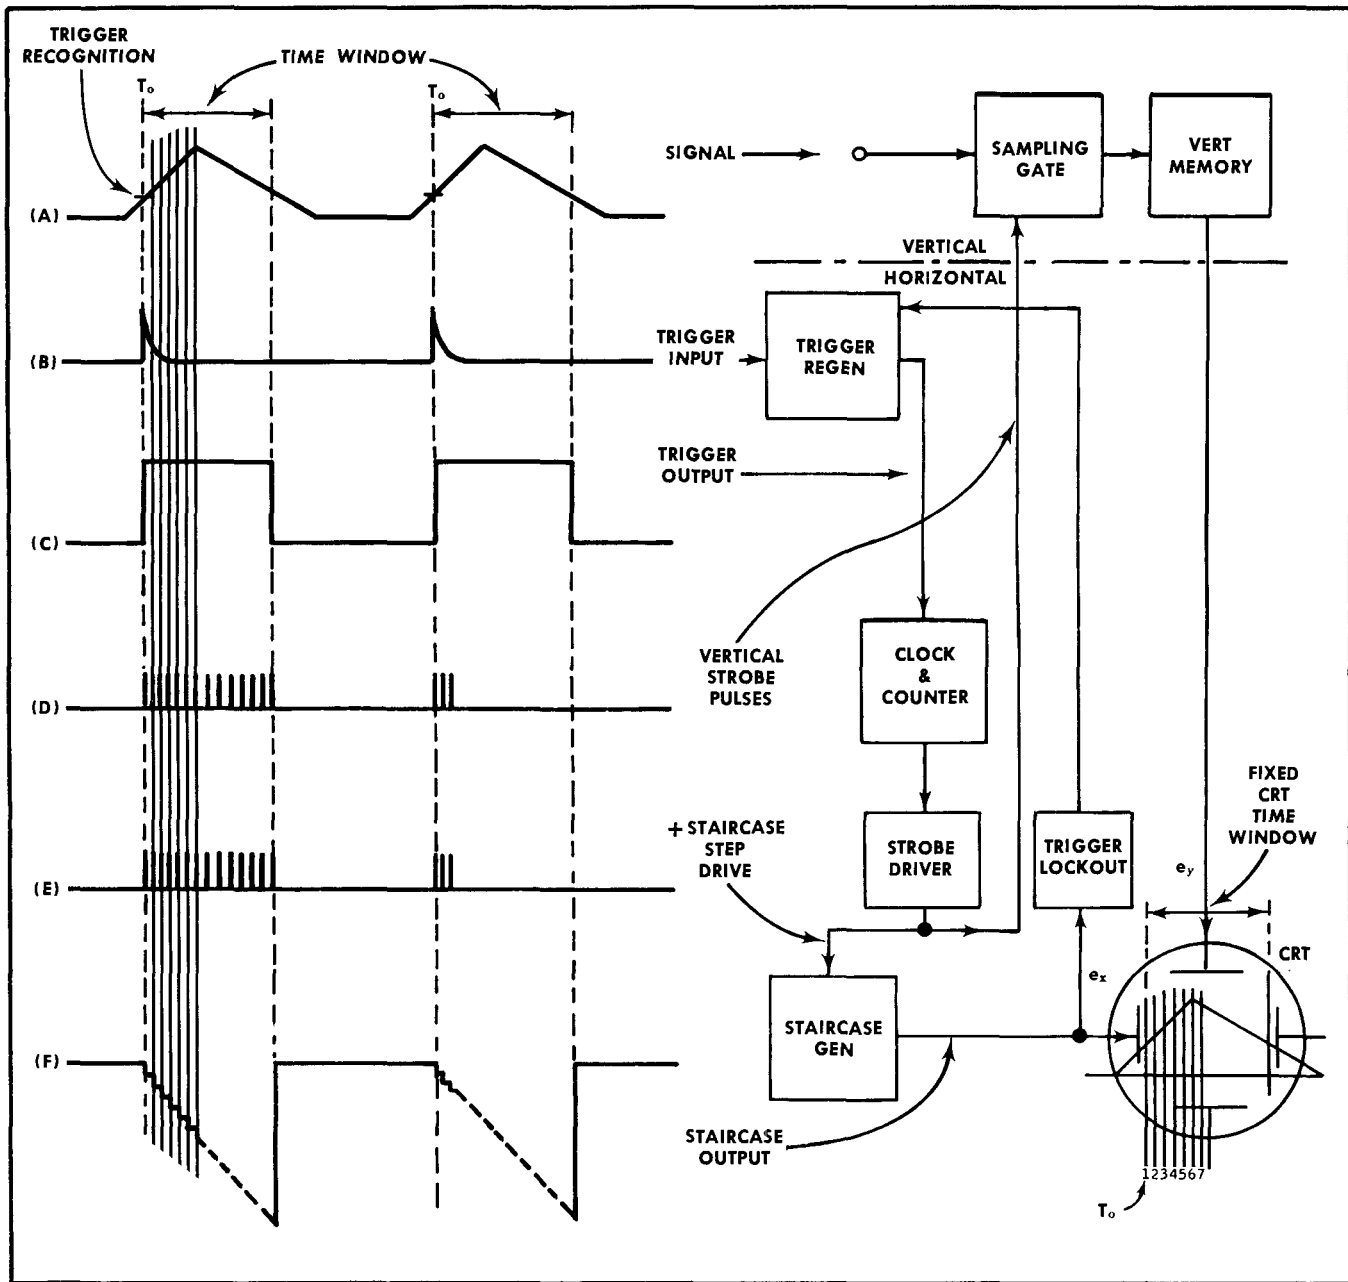 TRIGGER
RECOGNITION
TIME WINDOW
To
To
(A)
(B)
(C)
(D)
(E)
(F)
SIGNAL
SAMPLING
GATE
VERT
MEMORY
VERTICAL
HORIZONTAL
TRIGGER
INPUT
TRIGGER
REGEN
TRIGGER
OUTPUT
VERTICAL
STROBE
PULSES
CLOCK
&
COUNTER
FIXED
CRT
TIME
WINDOW
+ STAIRCASE
STEP
DRIVE
STROBE
DRIVER
TRIGGER
LOCKOUT
ey
CRT
ex
STAIRCASE
GEN
STAIRCASE
OUTPUT
1234567
To